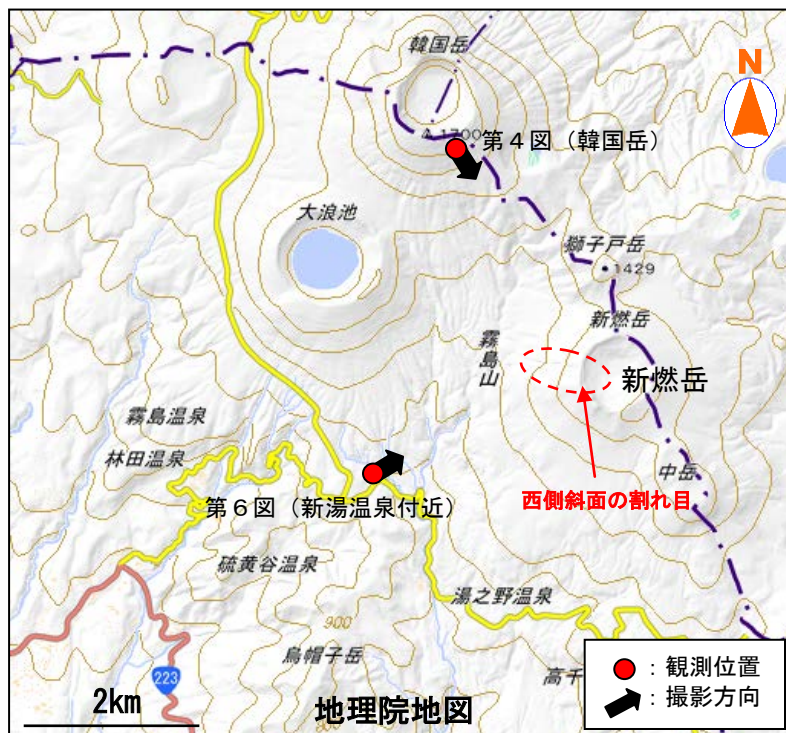 韓国岳
N
1700
第4図(韓国岳)
大浪池
獅子戸岳
1429
新燃岳
霧島山
新燃岳
霧島温泉
林田温泉
中岳
西側斜面の割れ目
第6図(新湯温泉付近)
硫黄谷温泉
湯之野温泉
900
烏帽子岳
高千
223
2km
地理院地図
:観測位置
:撮影方向